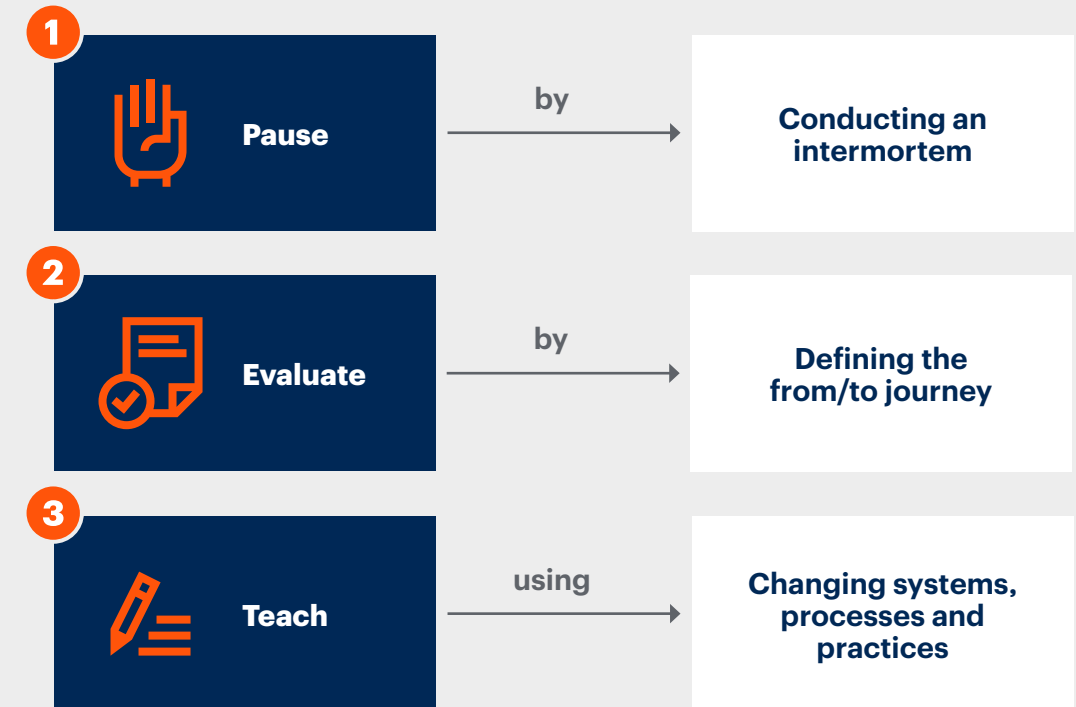 1
Pause
by
Conducting an
intermortem
2
Evaluate
by
Defining the
from/to journey
3
Teach
using
Changing systems,
processes and
practices